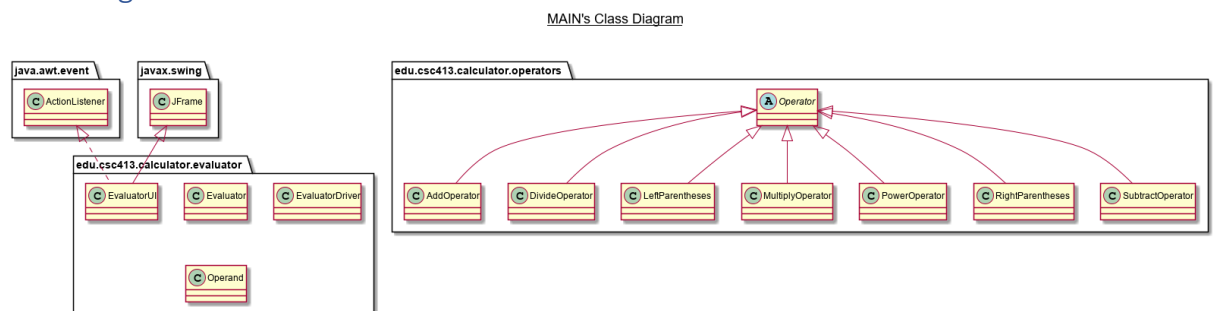 MAIN's Class Diagram
java.awt.event
javax.swing
edu.csc413.calculator.operators
C ActionListener
C JFrame
A Operator
edu.csc413.calculator.evaluator
C EvaluatorUI
C Evaluator
C EvaluatorDriver
C AddOperator
C DivideOperator
C LeftParentheses
C MultiplyOperator
C PowerOperator
C RightParentheses
C SubtractOperator
C Operand